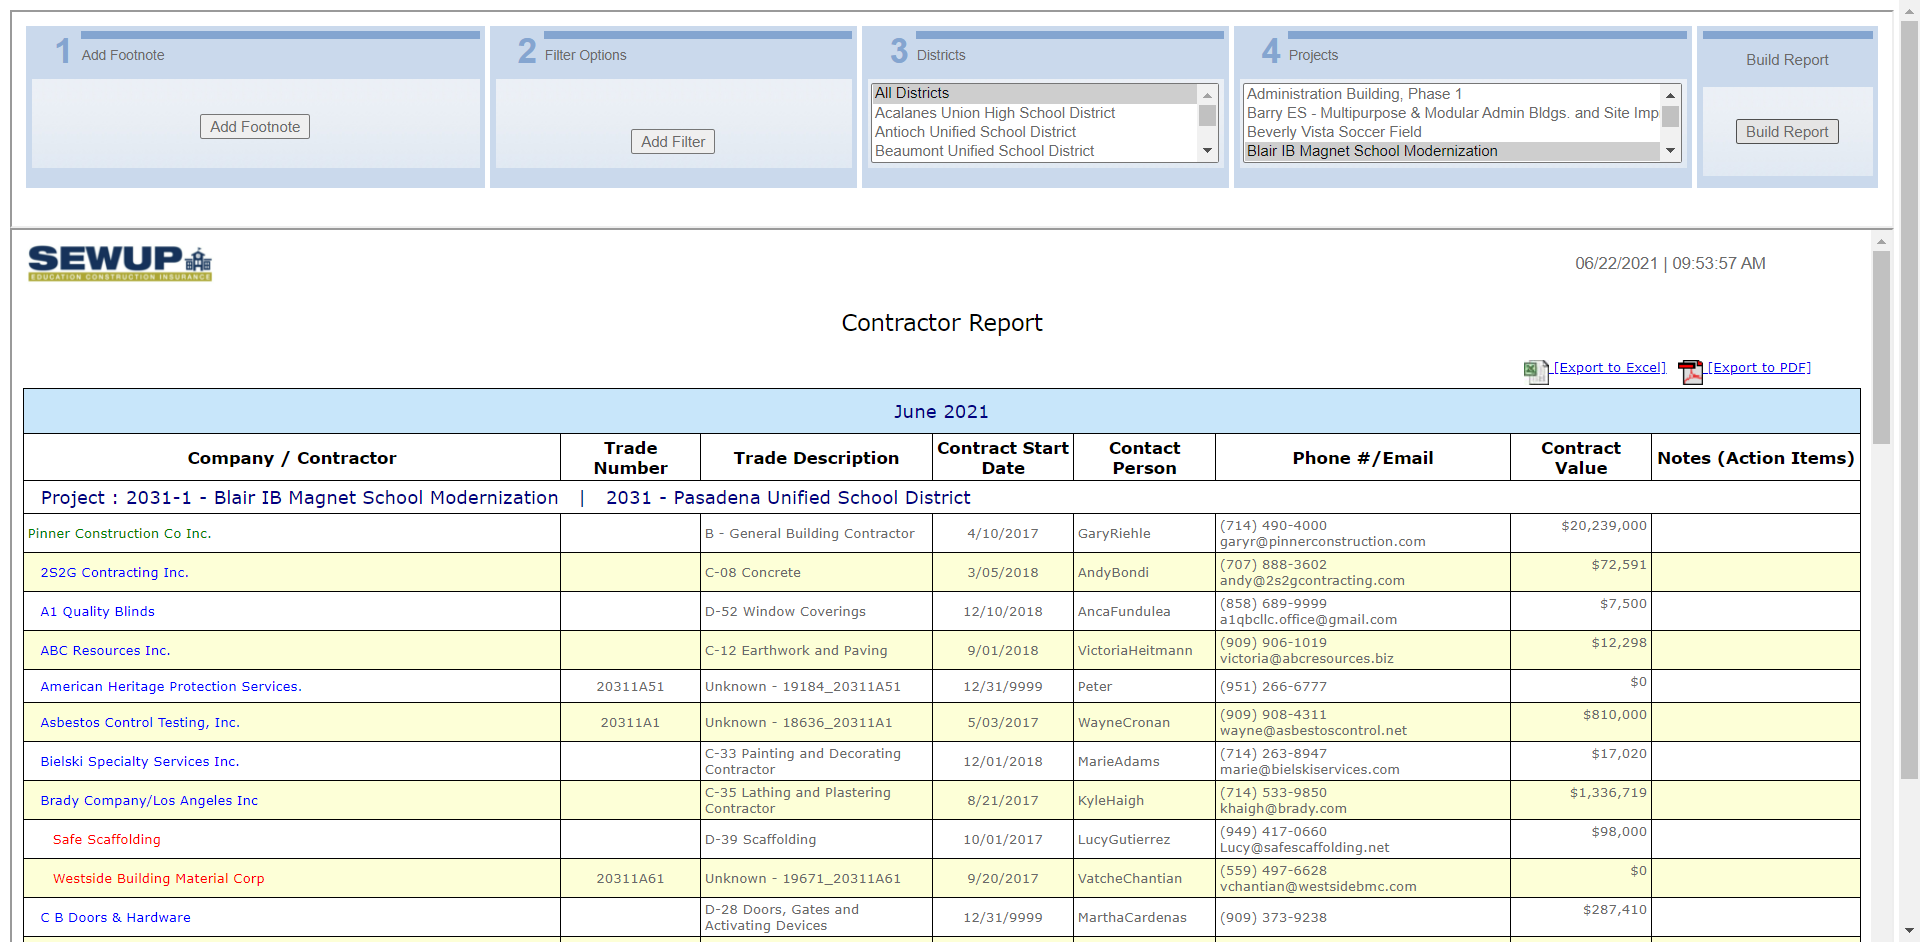 1 Add Footnote
Add Footnote
2 Filter Options
Add Filter
3 Districts
All Districts
Acalanes Union High School District
Antioch Unified School District
Beaumont Unified School District
4 Projects
Administration Building, Phase 1
Barry ES - Multipurpose & Modular Admin Bldgs. and Site Imp
Beverly Vista Soccer Field
Blair IB Magnet School Modernization
Build Report
Build Report
SEWUP
EDUCATION CONSTRUCTION INSURANCE
06/22/2021 | 09:53:57 AM
Contractor Report
[Export to Excel] [Export to PDF]
June 2021
Company / Contractor Trade Number Trade Description Contract Start Date Contact Person Phone #/Email Contract Value Notes (Action Items)
Project : 2031-1 - Blair IB Magnet School Modernization | 2031 - Pasadena Unified School District
Pinner Construction Co Inc. B - General Building Contractor 4/10/2017 GaryRiehle (714) 490-4000 garyr@pinnerconstruction.com $20,239,000
2S2G Contracting Inc. C-08 Concrete 3/05/2018 AndyBondi (707) 888-3602 andy@2s2gcontracting.com $72,591
A1 Quality Blinds D-52 Window Coverings 12/10/2018 AncaFundulea (858) 689-9999 a1qbcllc.office@gmail.com $7,500
ABC Resources Inc. C-12 Earthwork and Paving 9/01/2018 VictoriaHeitmann (909) 906-1019 victoria@abcresources.biz $12,298
American Heritage Protection Services. 20311A51 Unknown - 19184_20311A51 12/31/9999 Peter (951) 266-6777 $0
Asbestos Control Testing, Inc. 20311A1 Unknown - 18636_20311A1 5/03/2017 WayneCronan (909) 908-4311 wayne@asbestoscontrol.net $810,000
Bielski Specialty Services Inc. C-33 Painting and Decorating Contractor 12/01/2018 MarieAdams (714) 263-8947 marie@bielskiservices.com $17,020
Brady Company/Los Angeles Inc C-35 Lathing and Plastering Contractor 8/21/2017 KyleHaigh (714) 533-9850 khaigh@brady.com $1,336,719
Safe Scaffolding D-39 Scaffolding 10/01/2017 LucyGutierrez (949) 417-0660 Lucy@safescaffolding.net $98,000
Westside Building Material Corp 20311A61 Unknown - 19671_20311A61 9/20/2017 VatcheChantian (559) 497-6628 vchantian@westsidebmc.com $0
C B Doors & Hardware D-28 Doors, Gates and Activating Devices 12/31/9999 MarthaCardenas (909) 373-9238 $287,410